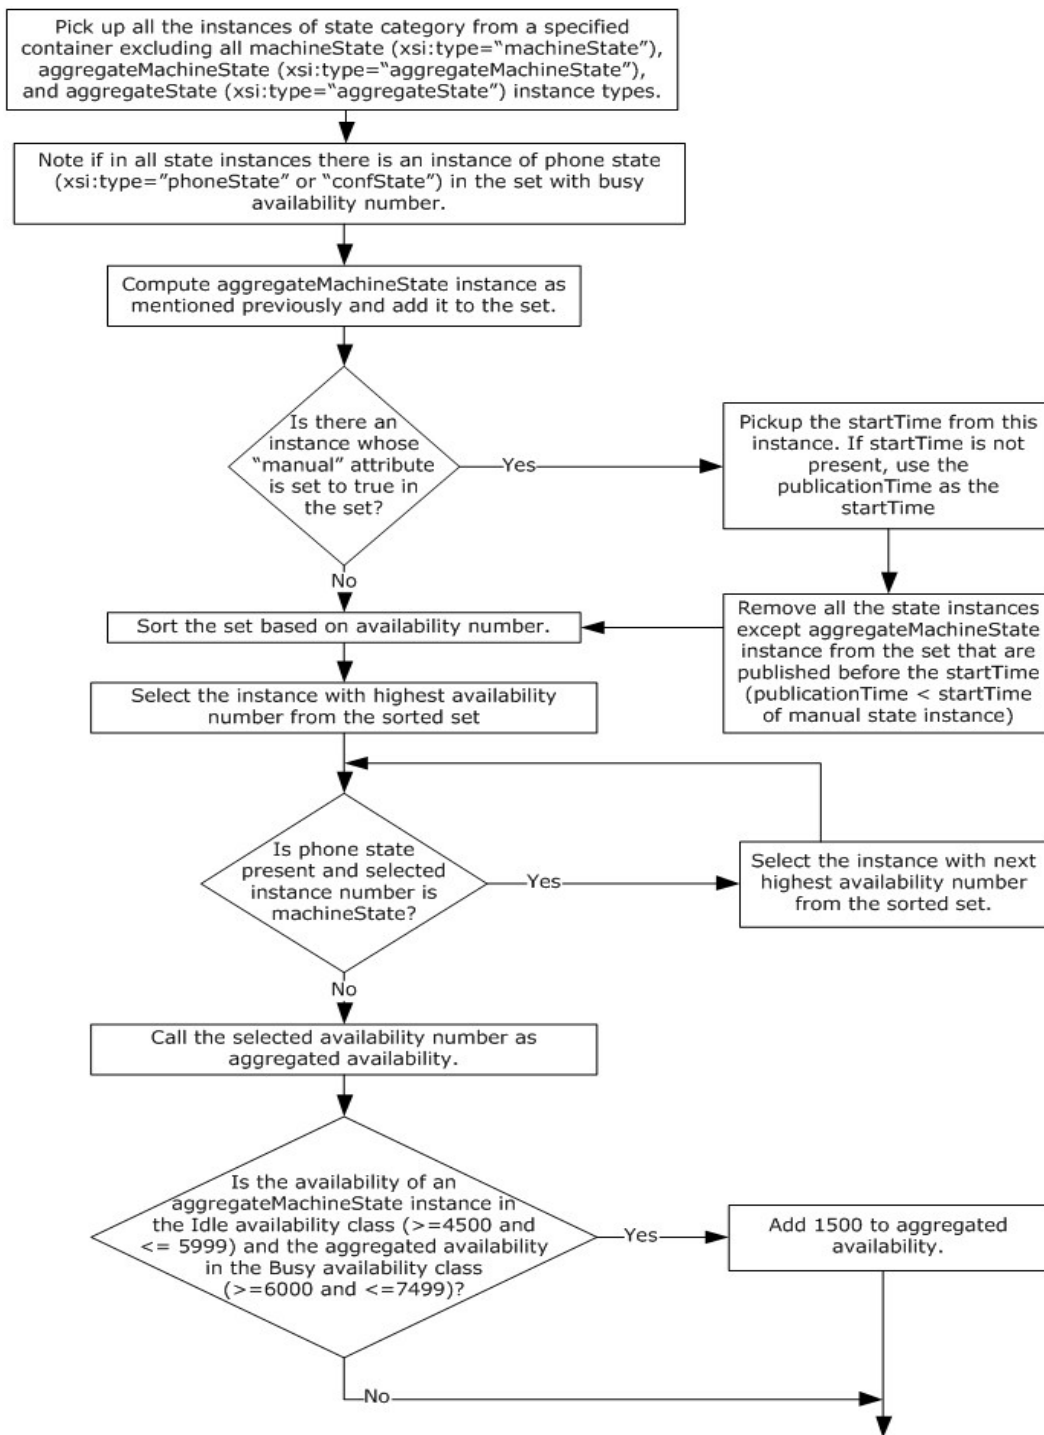 Pick up all the instances of state category from a specified
container excluding all machineState (xsi:type=“machineState”),
aggregateMachineState (xsi:type=“aggregateMachineState”),
and aggregateState (xsi:type=“aggregateState”) instance types.
Note if in all state instances there is an instance of phone state
(xsi:type=”phoneState” or “confState”) in the set with busy
availability number.
Compute aggregateMachineState instance as
mentioned previously and add it to the set.
Is there an
instance whose
“manual” attribute
is set to true in
the set?
Yes
Pickup the startTime from this
instance. If startTime is not
present, use the
publicationTime as the
startTime
No
Remove all the state instances
except aggregateMachineState
instance from the set that are
published before the startTime
(publicationTime < startTime
of manual state instance)
Sort the set based on availability number.
Select the instance with highest availability
number from the sorted set
Is phone state
present and selected
instance number is
machineState?
Yes
Select the instance with next
highest availability number
from the sorted set.
No
Call the selected availability number as
aggregated availability.
Is the availability of an
aggregateMachineState instance in
the Idle availability class (>=4500 and
<= 5999) and the aggregated availability
in the Busy availability class
(>=6000 and <=7499)?
Yes
Add 1500 to aggregated
availability.
No